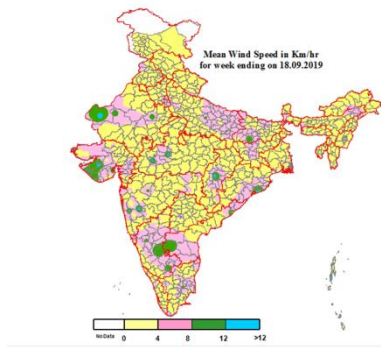 Mean Wind Speed in Km/hr
for week ending on 18.09.2019
No Data 0 4 8 12 >12